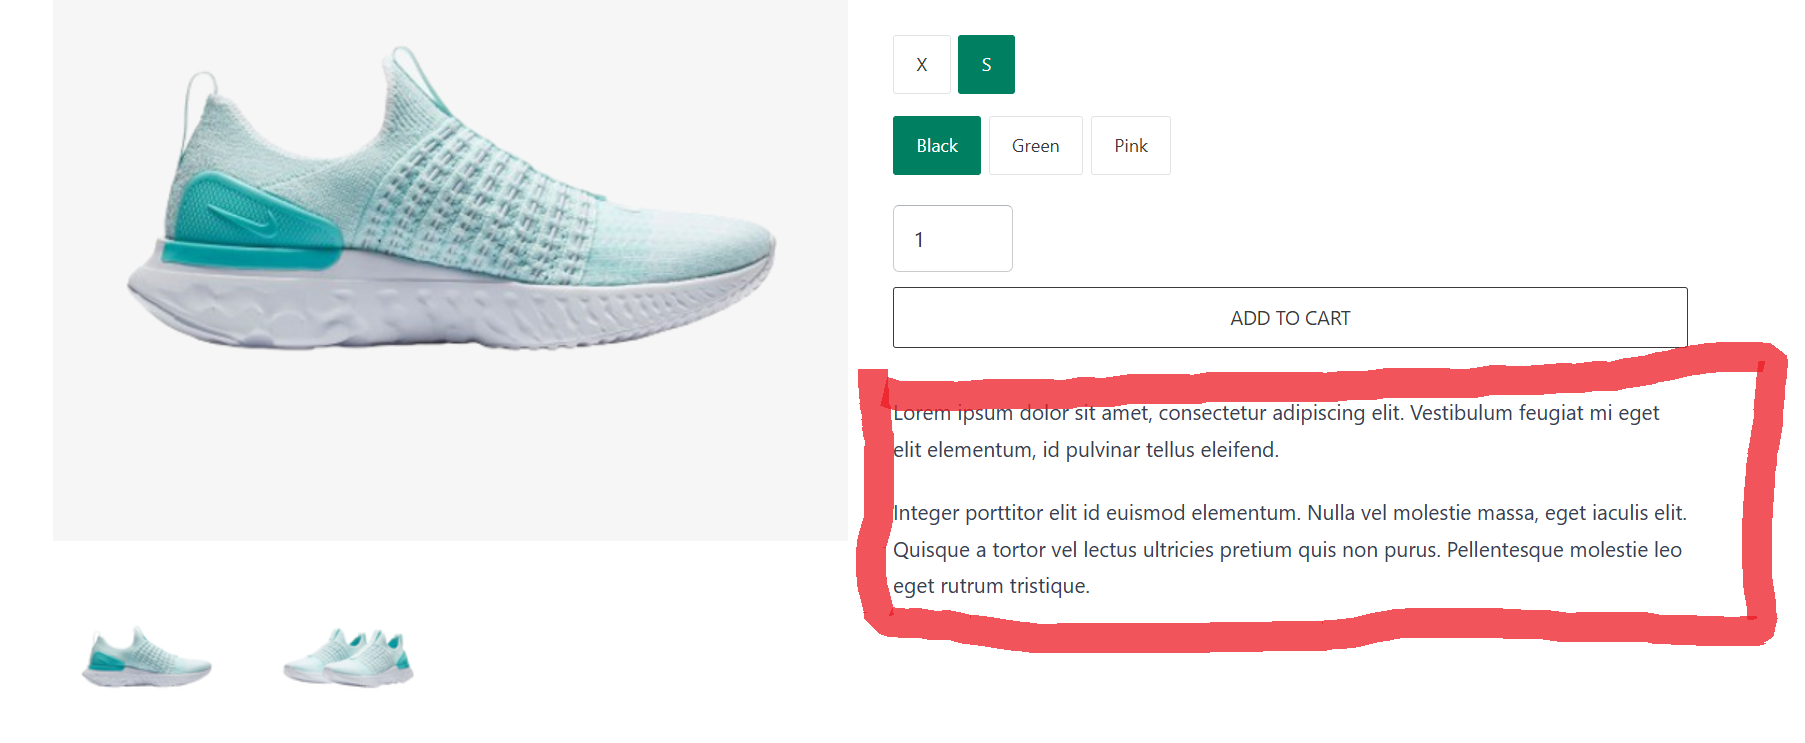 X
S
Black
Green
Pink
1
ADD TO CART
Lorem ipsum dolor sit amet, consectetur adipiscing elit. Vestibulum feugiat mi eget
elit elementum, id pulvinar tellus eleifend.
Integer porttitor elit id euismod elementum. Nulla vel molestie massa, eget iaculis elit.
Quisque a tortor vel lectus ultricies pretium quis non purus. Pellentesque molestie leo
eget rutrum tristique.